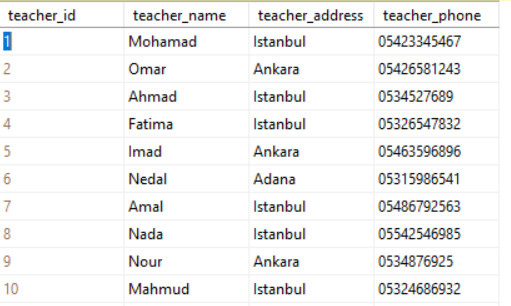 teacher_id teacher_name teacher_address teacher_phone
1 Mohamad Istanbul 05423345467
2 Omar Ankara 05426581243
3 Ahmad Istanbul 0534527689
4 Fatima Istanbul 05326547832
5 Imad Ankara 05463596896
6 Nedal Adana 05315986541
7 Amal Istanbul 05486792563
8 Nada Istanbul 05542546985
9 Nour Ankara 0534876925
10 Mahmud Istanbul 05324686932